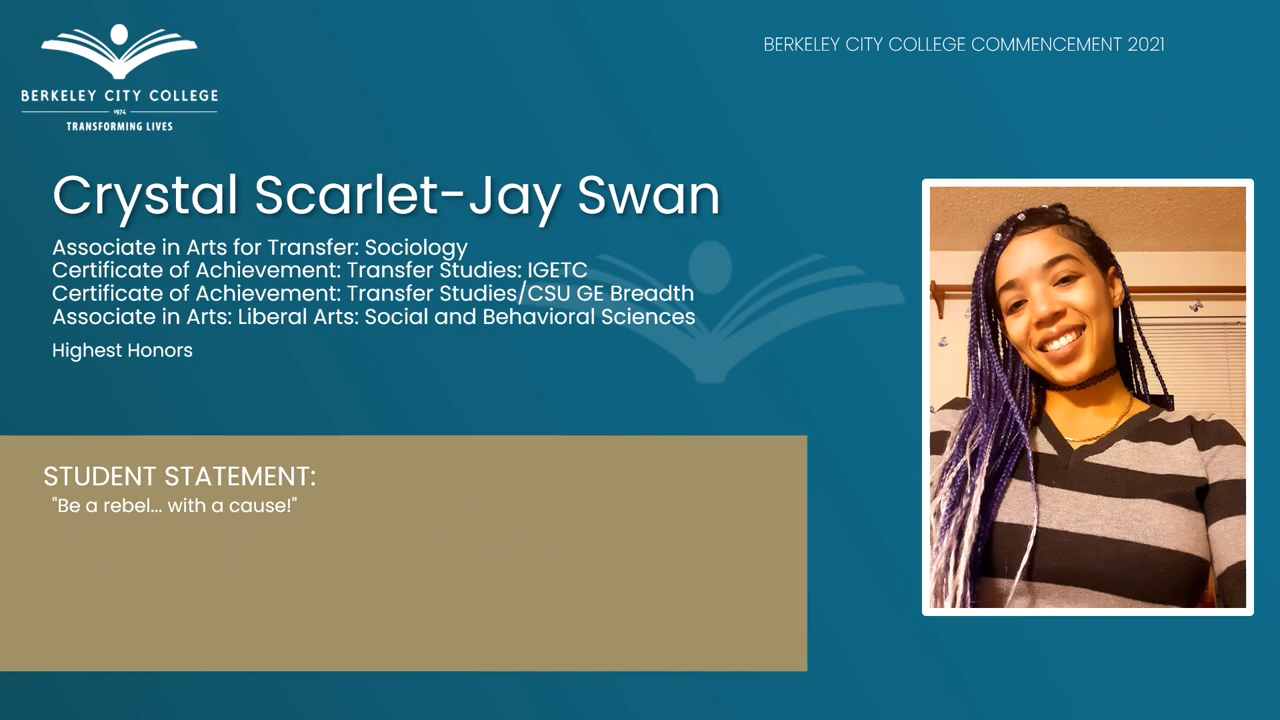 BERKELEY CITY COLLEGE
1974
TRANSFORMING LIVES
BERKELEY CITY COLLEGE COMMENCEMENT 2021
Crystal Scarlet-Jay Swan
Associate in Arts for Transfer: Sociology
Certificate of Achievement: Transfer Studies: IGETC
Certificate of Achievement: Transfer Studies/CSU GE Breadth
Associate in Arts: Liberal Arts: Social and Behavioral Sciences
Highest Honors
STUDENT STATEMENT:
"Be a rebel... with a cause!"